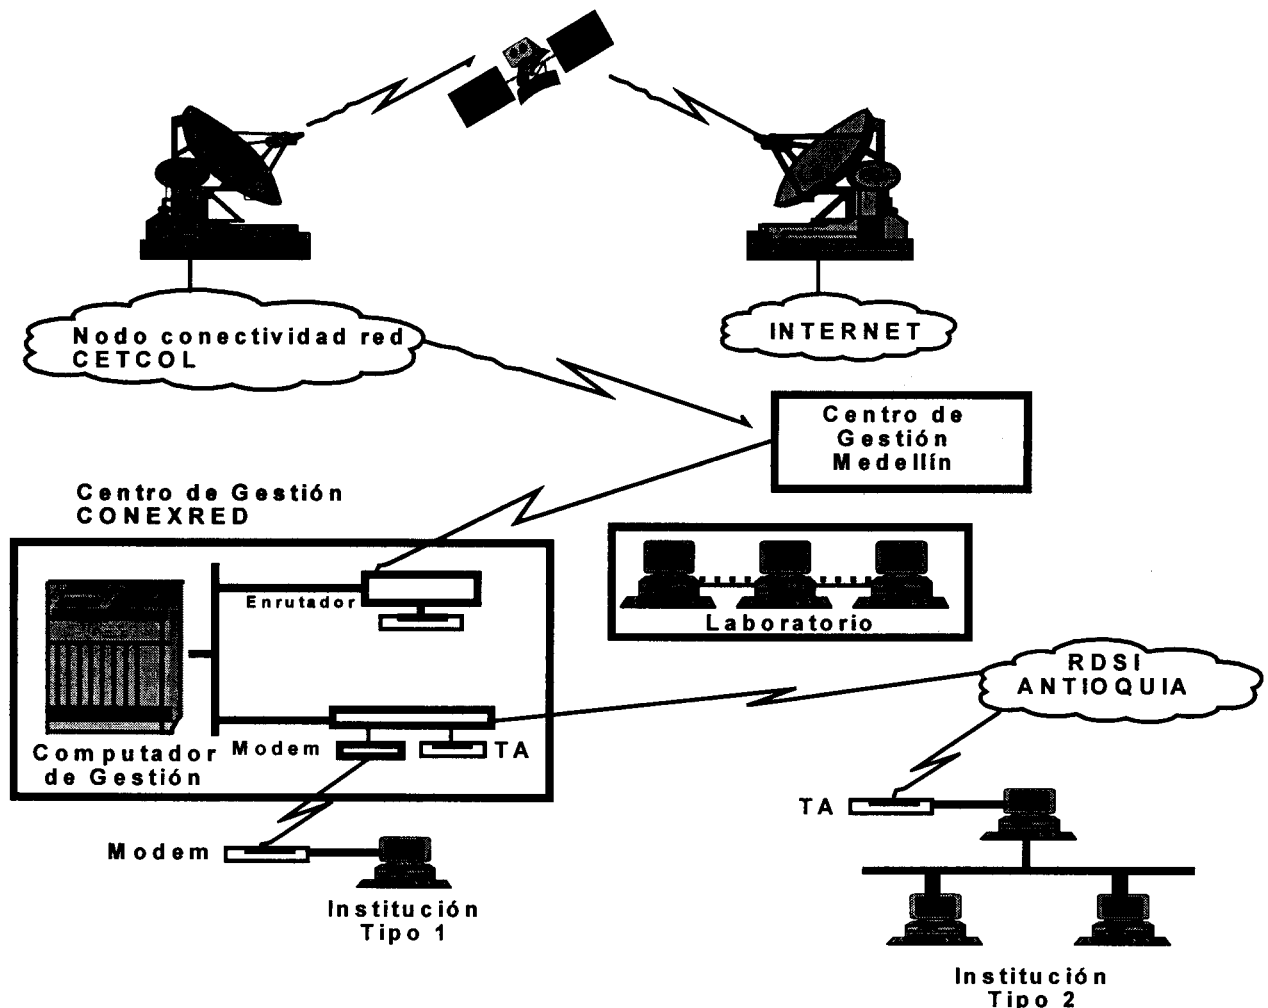 Nodo conectividad red
CETCOL
INTERNET
Centro de
Gestión
Medellín
Centro de Gestión
CONEXRED
Enrutador
Laboratorio
RDSI
ANTIOQUIA
Computador
de Gestión
Modem
TA
TA
Modem
Institución
Tipo 1
Institución
Tipo 2